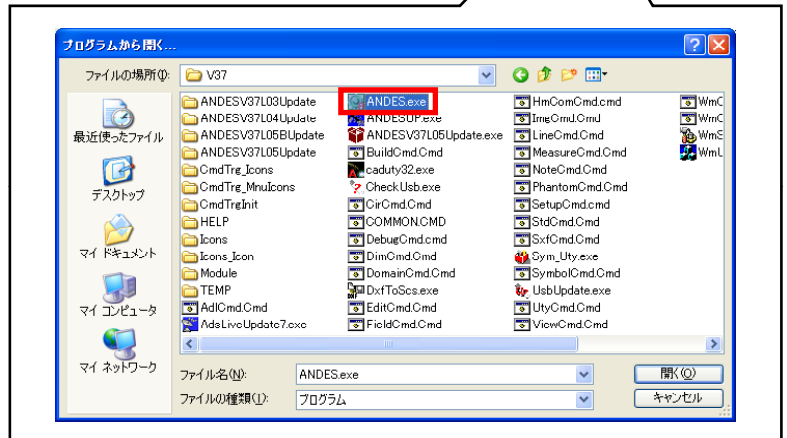 プログラムから開く...
ファイルの場所(I):
V37
最近使ったファイル
デスクトップ
マイ ドキュメント
マイ コンピュータ
マイ ネットワーク
ANDESV37L03Update
ANDESV37L04Update
ANDESV37L05BUpdate
ANDESV37L05Update
CmdTrg_Icons
CmdTrg_MnuIcons
CmdTrgInit
HELP
Icons
Icons_Icon
Module
TEMP
AdlCmd.Cmd
AdsLiveUpdate7.exe
ANDES.exe
ANDESUP.exe
ANDESV37L05Update.exe
BuildCmd.Cmd
caduty32.exe
CheckUsb.exe
CirCmd.Cmd
COMMON.CMD
DebugCmd.cmd
DimCmd.Cmd
DomainCmd.Cmd
DxfToScs.exe
EditCmd.Cmd
FieldCmd.Cmd
HmComCmd.cmd
ImgCmd.Cmd
LineCmd.Cmd
MeasureCmd.Cmd
NoteCmd.Cmd
PhantomCmd.Cmd
SetupCmd.cmd
StdCmd.Cmd
SxfCmd.Cmd
Sym_Uty.exe
SymbolCmd.Cmd
UsbUpdate.exe
UtyCmd.Cmd
ViewCmd.Cmd
ファイル名(N):
ANDES.exe
開く(O)
ファイルの種類(T):
プログラム
キャンセル